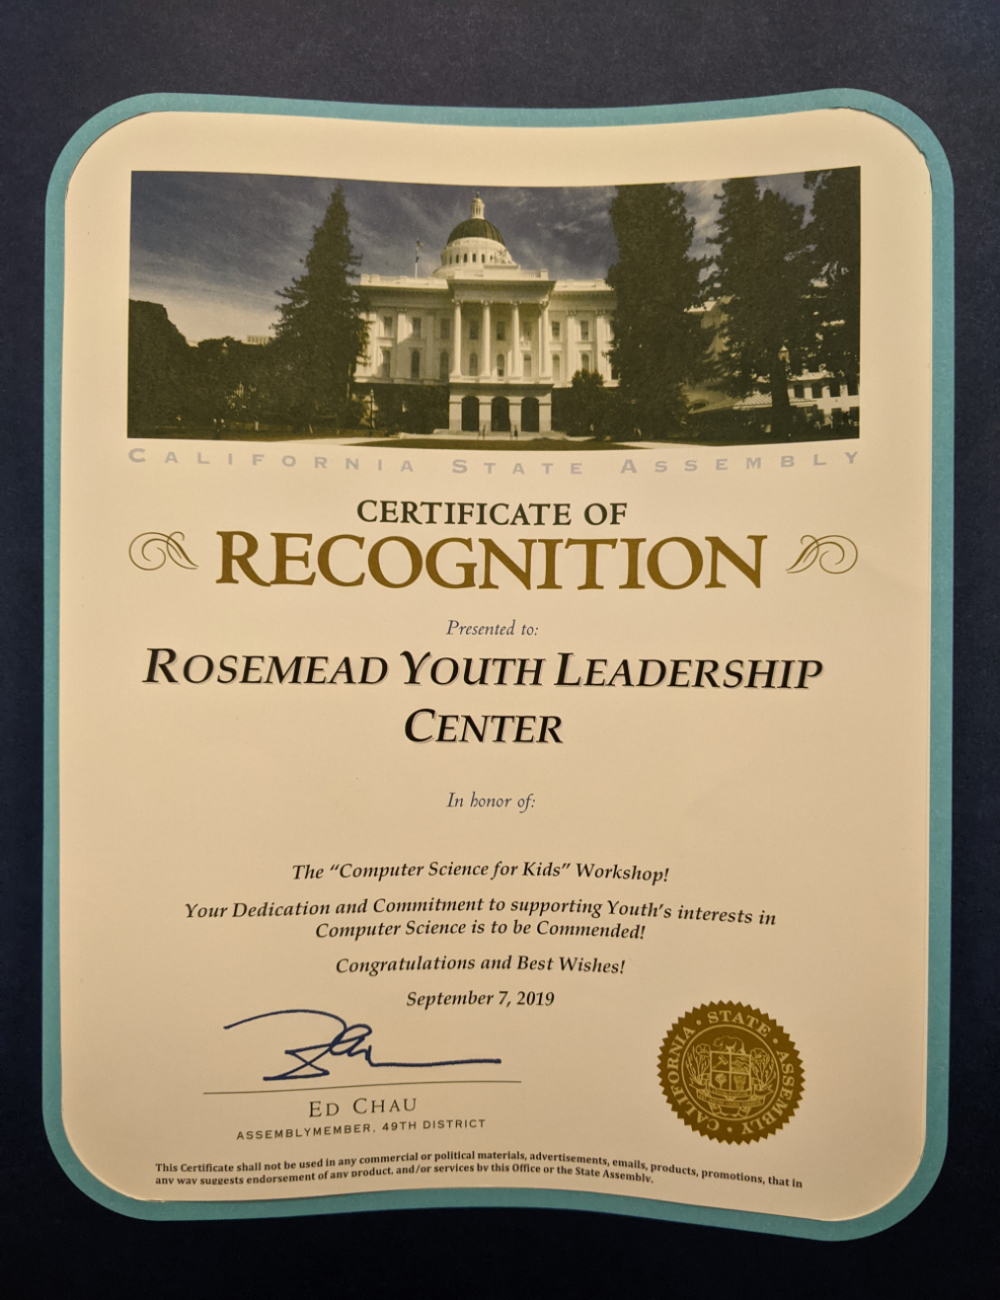 CALIFORNIA STATE ASSEMBLY
CERTIFICATE OF
RECOGNITION
Presented to:
ROSEMEAD YOUTH LEADERSHIP
CENTER
In honor of:
The “Computer Science for Kids” Workshop!
Your Dedication and Commitment to supporting Youth’s interests in
Computer Science is to be Commended!
Congratulations and Best Wishes!
September 7, 2019
ED CHAU
ASSEMBLYMEMBER, 49TH DISTRICT
CALIFORNIA • STATE • ASSEMBLY •
This Certificate shall not be used in any commercial or political materials, advertisements, emails, products, promotions, that in
any way suggests endorsement of any product, and/or services by this Office or the State Assembly.